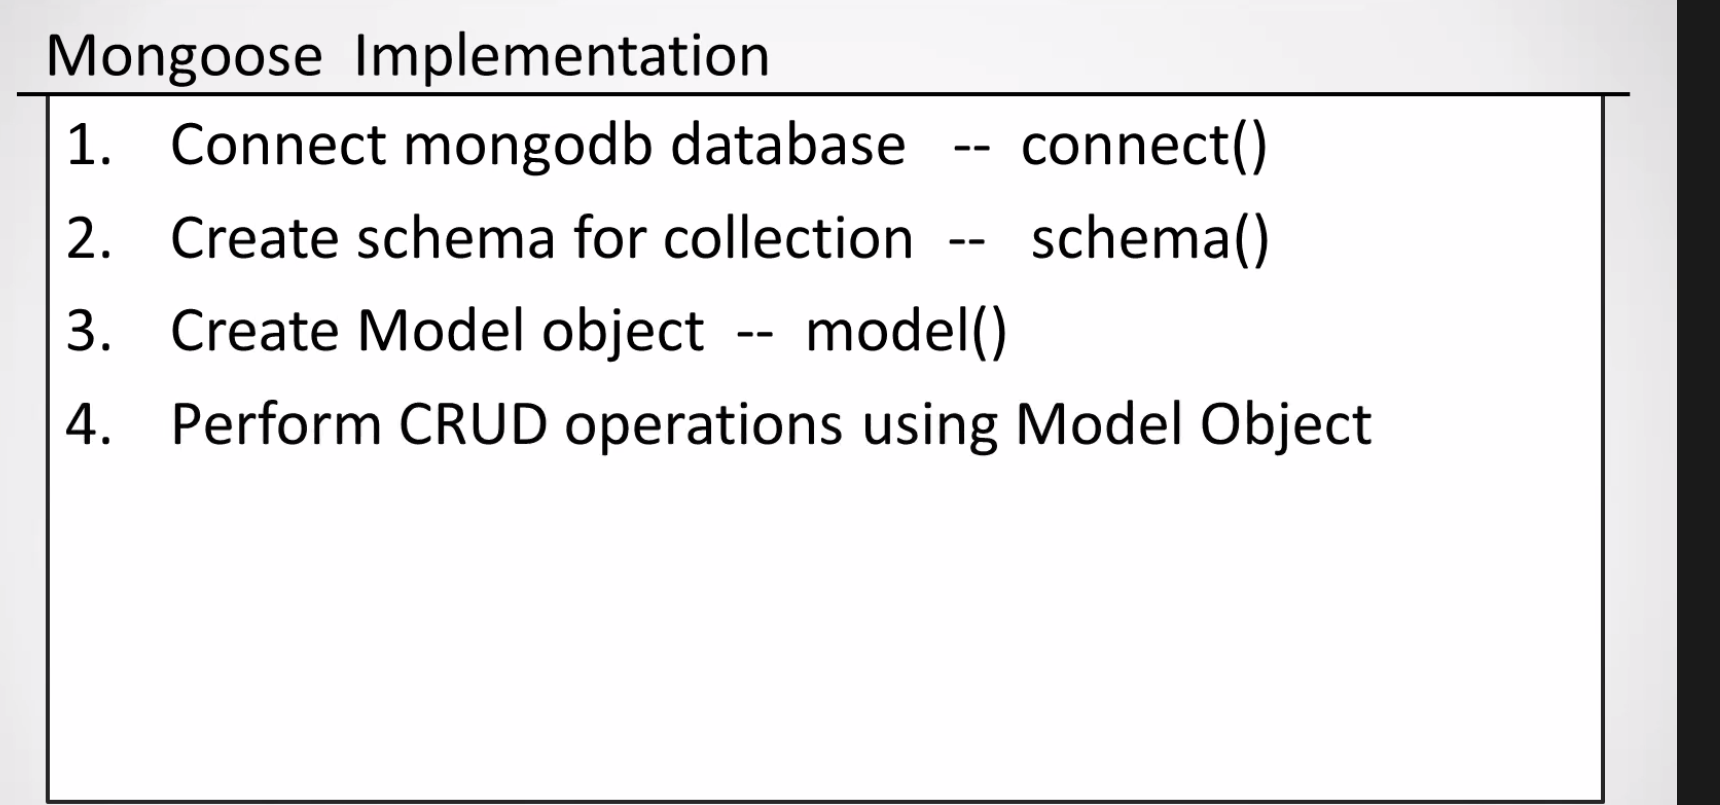 Mongoose Implementation
1. Connect mongodb database -- connect()
2. Create schema for collection -- schema()
3. Create Model object -- model()
4. Perform CRUD operations using Model Object